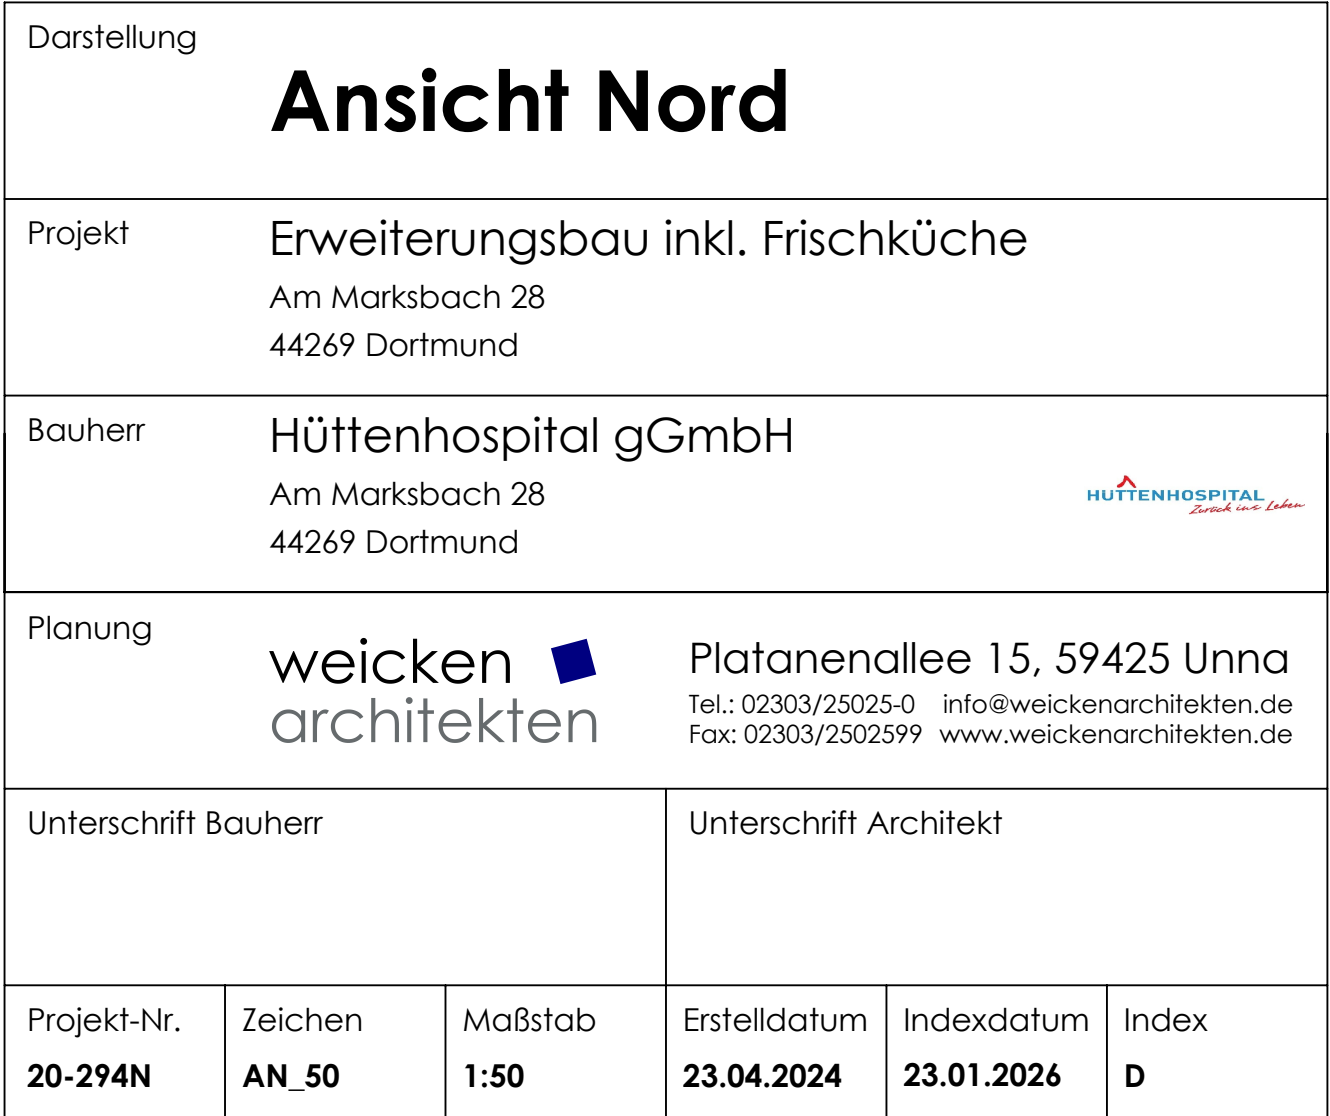 Darstellung
Ansicht Nord
Projekt
Erweiterungsbau inkl. Frischküche
Am Marksbach 28
44269 Dortmund
Bauherr
Hüttenhospital gGmbH
Am Marksbach 28
44269 Dortmund
HÜTTENHOSPITAL
Zurück ins Leben
Planung
weicken
architekten
Platanenallee 15, 59425 Unna
Tel.: 02303/25025-0 info@weickenarchitekten.de
Fax: 02303/2502599 www.weickenarchitekten.de
Unterschrift Bauherr
Unterschrift Architekt
Projekt-Nr. Zeichen Maßstab Erstelldatum Indexdatum Index
20-294N AN_50 1:50 23.04.2024 23.01.2026 D